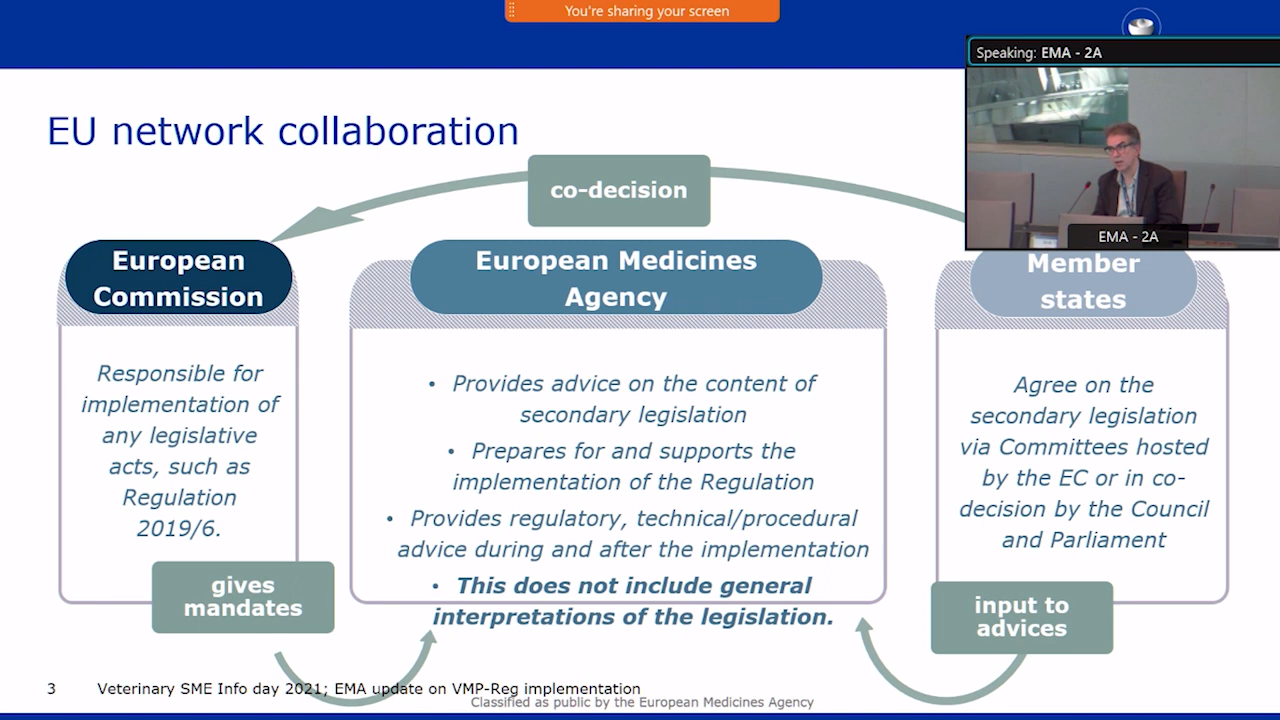 You're sharing your screen
Speaking: EMA - 2A
EMA - 2A
EU network collaboration
co-decision
European
Commission
Responsible for
implementation of
any legislative
acts, such as
Regulation
2019/6.
gives
mandates
European Medicines
Agency
• Provides advice on the content of
secondary legislation
• Prepares for and supports the
implementation of the Regulation
• Provides regulatory, technical/procedural
advice during and after the implementation
• This does not include general
interpretations of the legislation.
Member
states
Agree on the
secondary legislation
via Committees hosted
by the EC or in co-
decision by the Council
and Parliament
input to
advices
3 Veterinary SME Info day 2021; EMA update on VMP-Reg implementation
Classified as public by the European Medicines Agency